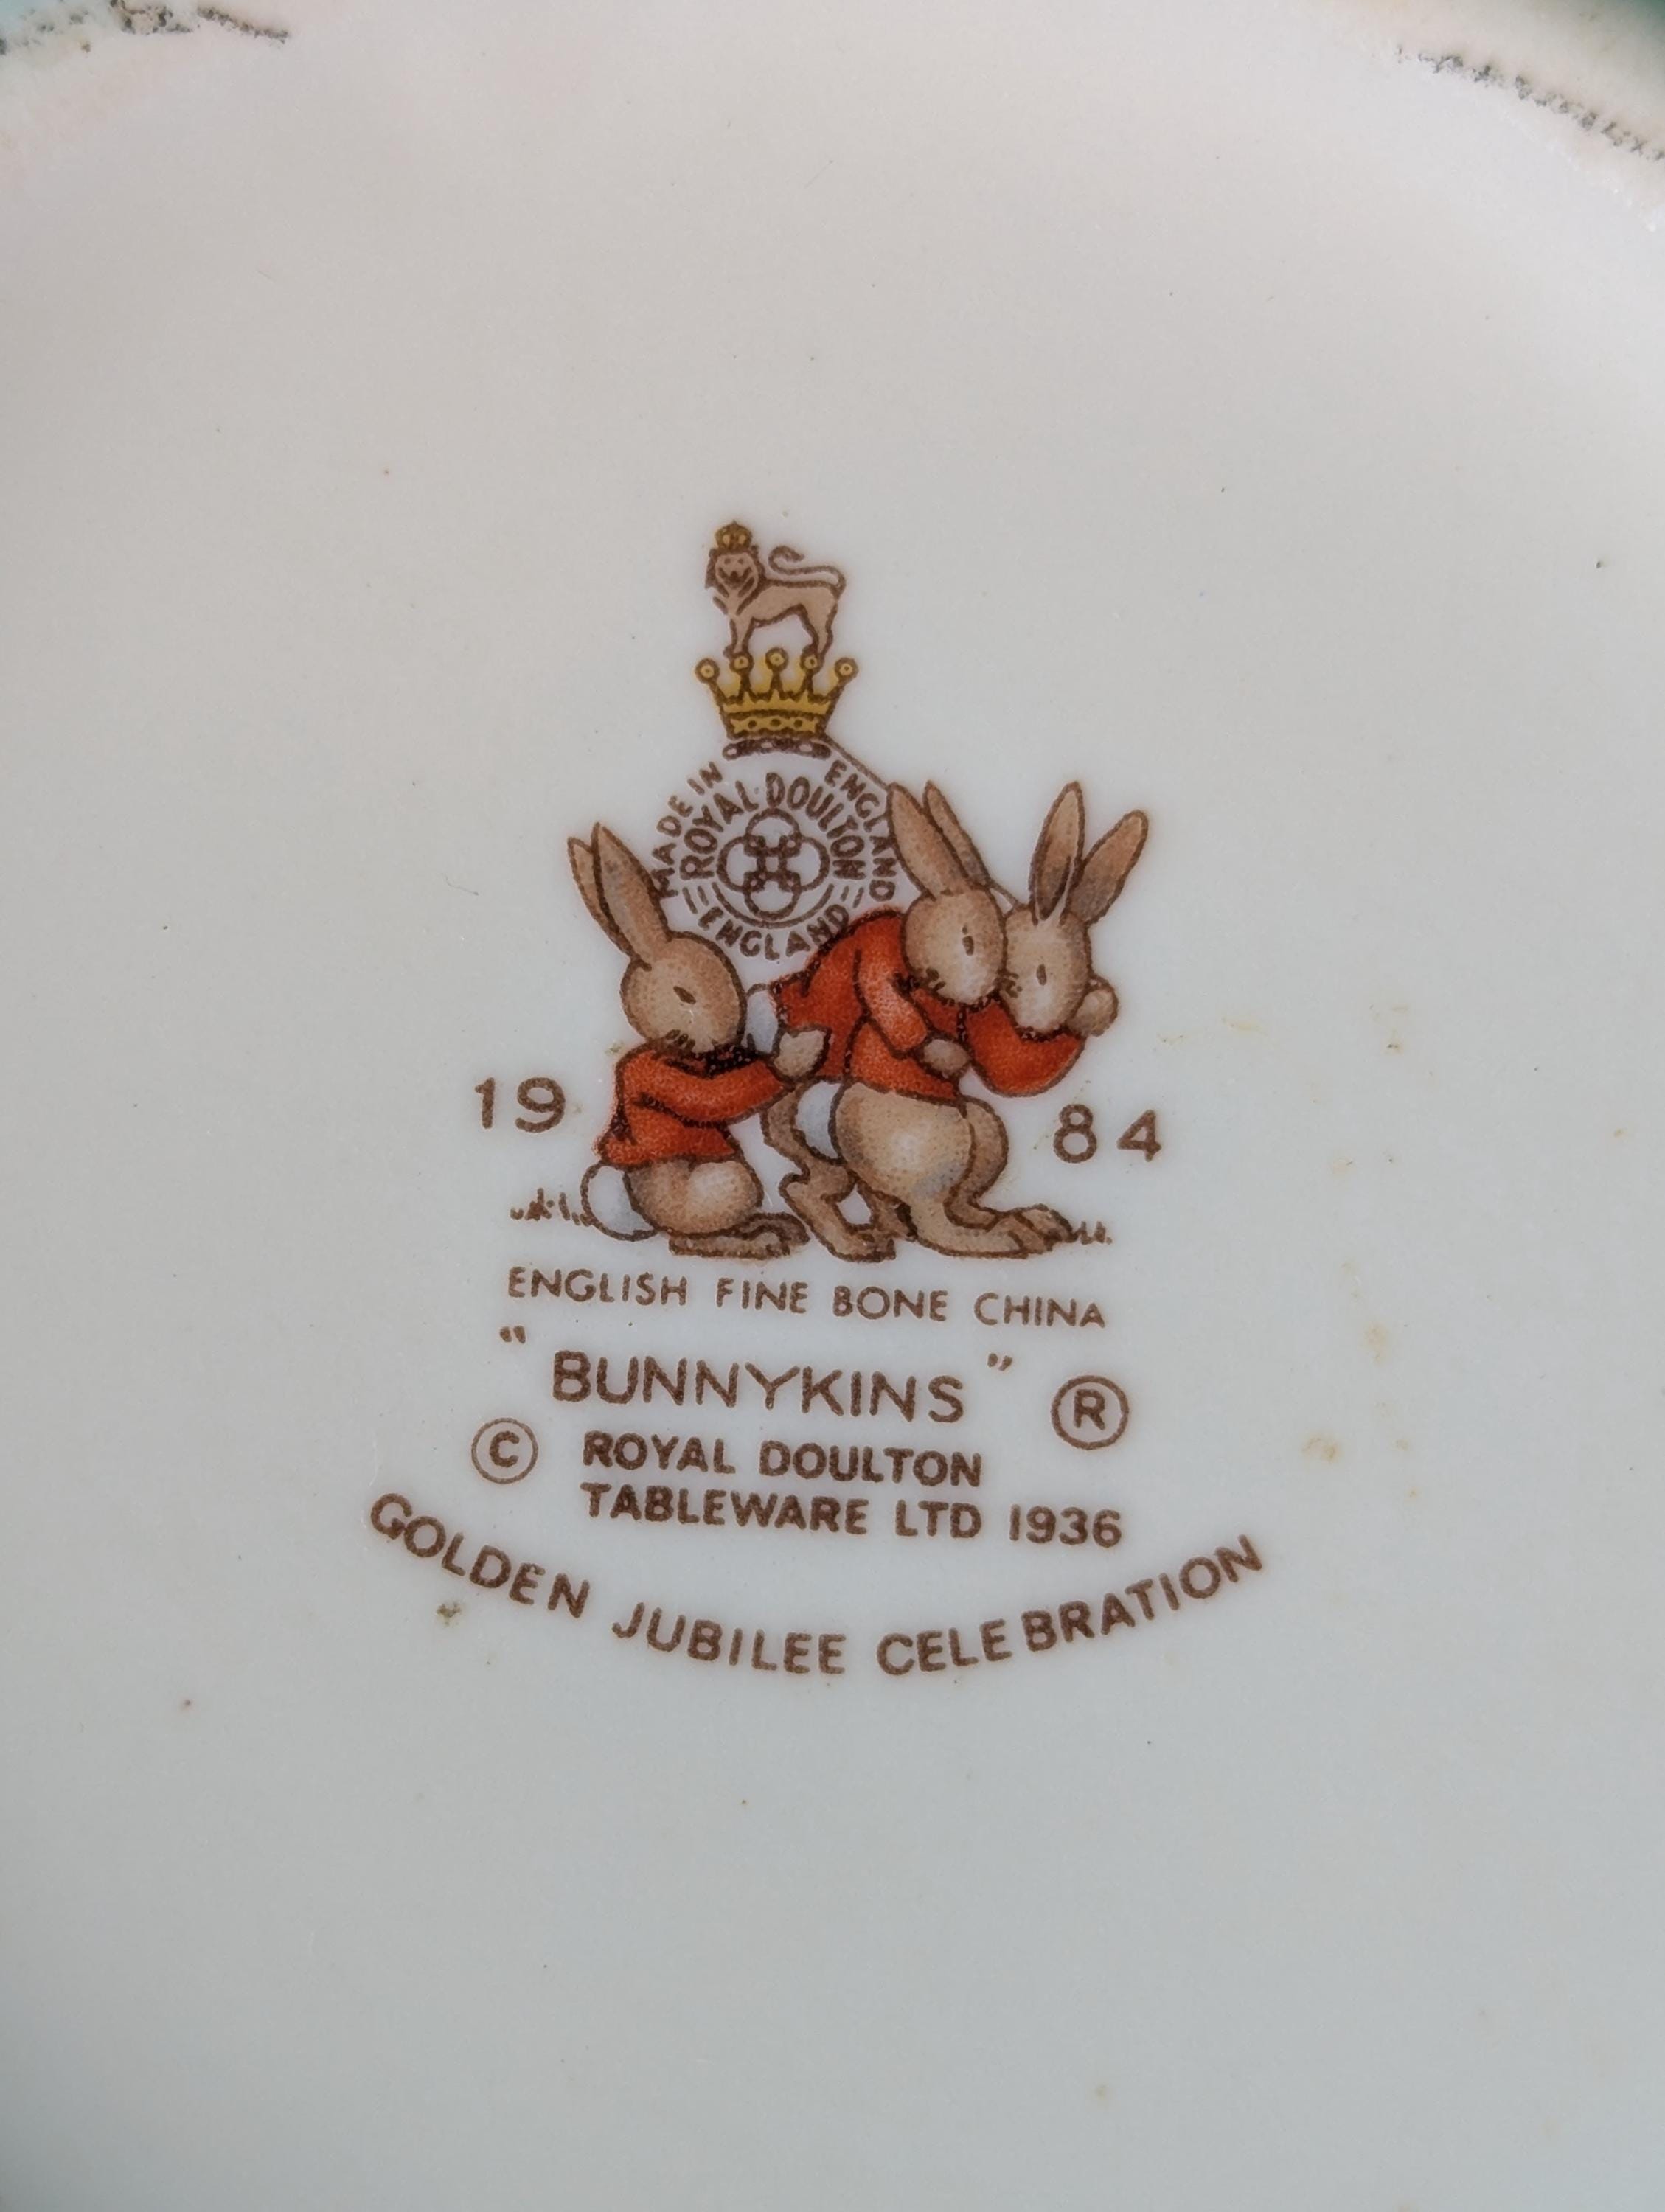 MADE IN ENGLAND
ROYAL DOULTON
ENGLAND
19 84
ENGLISH FINE BONE CHINA
"BUNNYKINS" ®
© ROYAL DOULTON
TABLEWARE LTD 1936
GOLDEN JUBILEE CELEBRATION